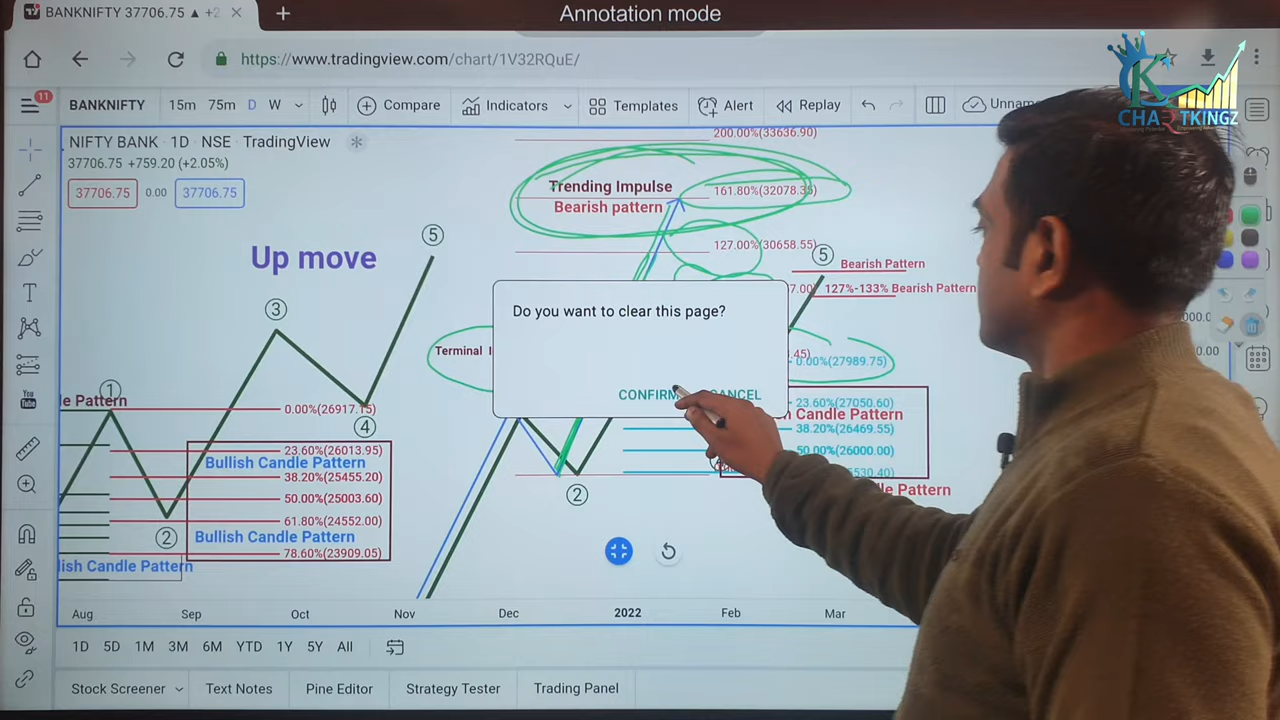 BANKNIFTY 37706.75 ▲ +2
Annotation mode
https://www.tradingview.com/chart/1V32RQuE/
CHARTKINGZ
11
BANKNIFTY 15m 75m D W Compare Indicators Templates Alert Replay Unnam
NIFTY BANK · 1D · NSE TradingView
37706.75 +759.20 (+2.05%)
37706.75 0.00 37706.75
200.00%(33636.90)
Trending Impulse
161.80%(32078.35)
Bearish pattern
127.00%(30658.55)
Up move
5
5
Bearish Pattern
127%-133% Bearish Pattern
3
Do you want to clear this page?
CONFIRM
CANCEL
Terminal
0.00%(27989.75)
1
0.00%(26917.15)
4
23.60%(27050.60)
Candle Pattern
38.20%(26469.55)
50.00%(26000.00)
530.40)
Pattern
23.60%(26013.95)
Bullish Candle Pattern
38.20%(25455.20)
50.00%(25003.60)
61.80%(24552.00)
Bullish Candle Pattern
78.60%(23909.05)
2
2
lish Candle Pattern
You
Tube
Aug Sep Oct Nov Dec 2022 Feb Mar
1D 5D 1M 3M 6M YTD 1Y 5Y All
Stock Screener Text Notes Pine Editor Strategy Tester Trading Panel